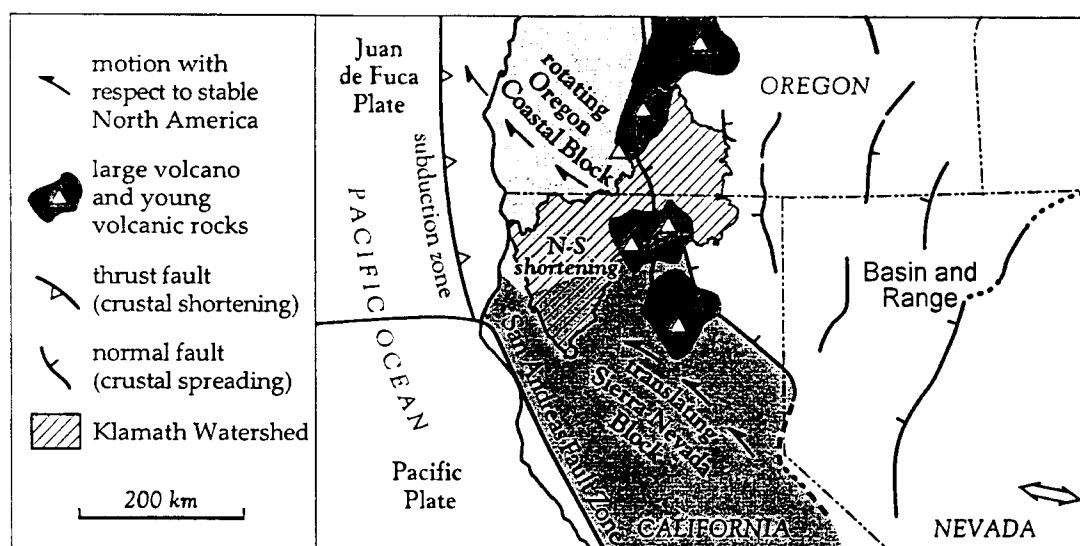 motion with
respect to stable
North America
large volcano
and young
volcanic rocks
thrust fault
(crustal shortening)
normal fault
(crustal spreading)
Klamath Watershed
200 km
Juan
de Fuca
Plate
subduction zone
PACIFIC OCEAN
Pacific
Plate
rotating
Oregon
Coastal Block
OREGON
N-S
shortening
Basin and
Range
San Andreas Fault Zone
translating
Sierra Nevada
Block
CALIFORNIA
NEVADA